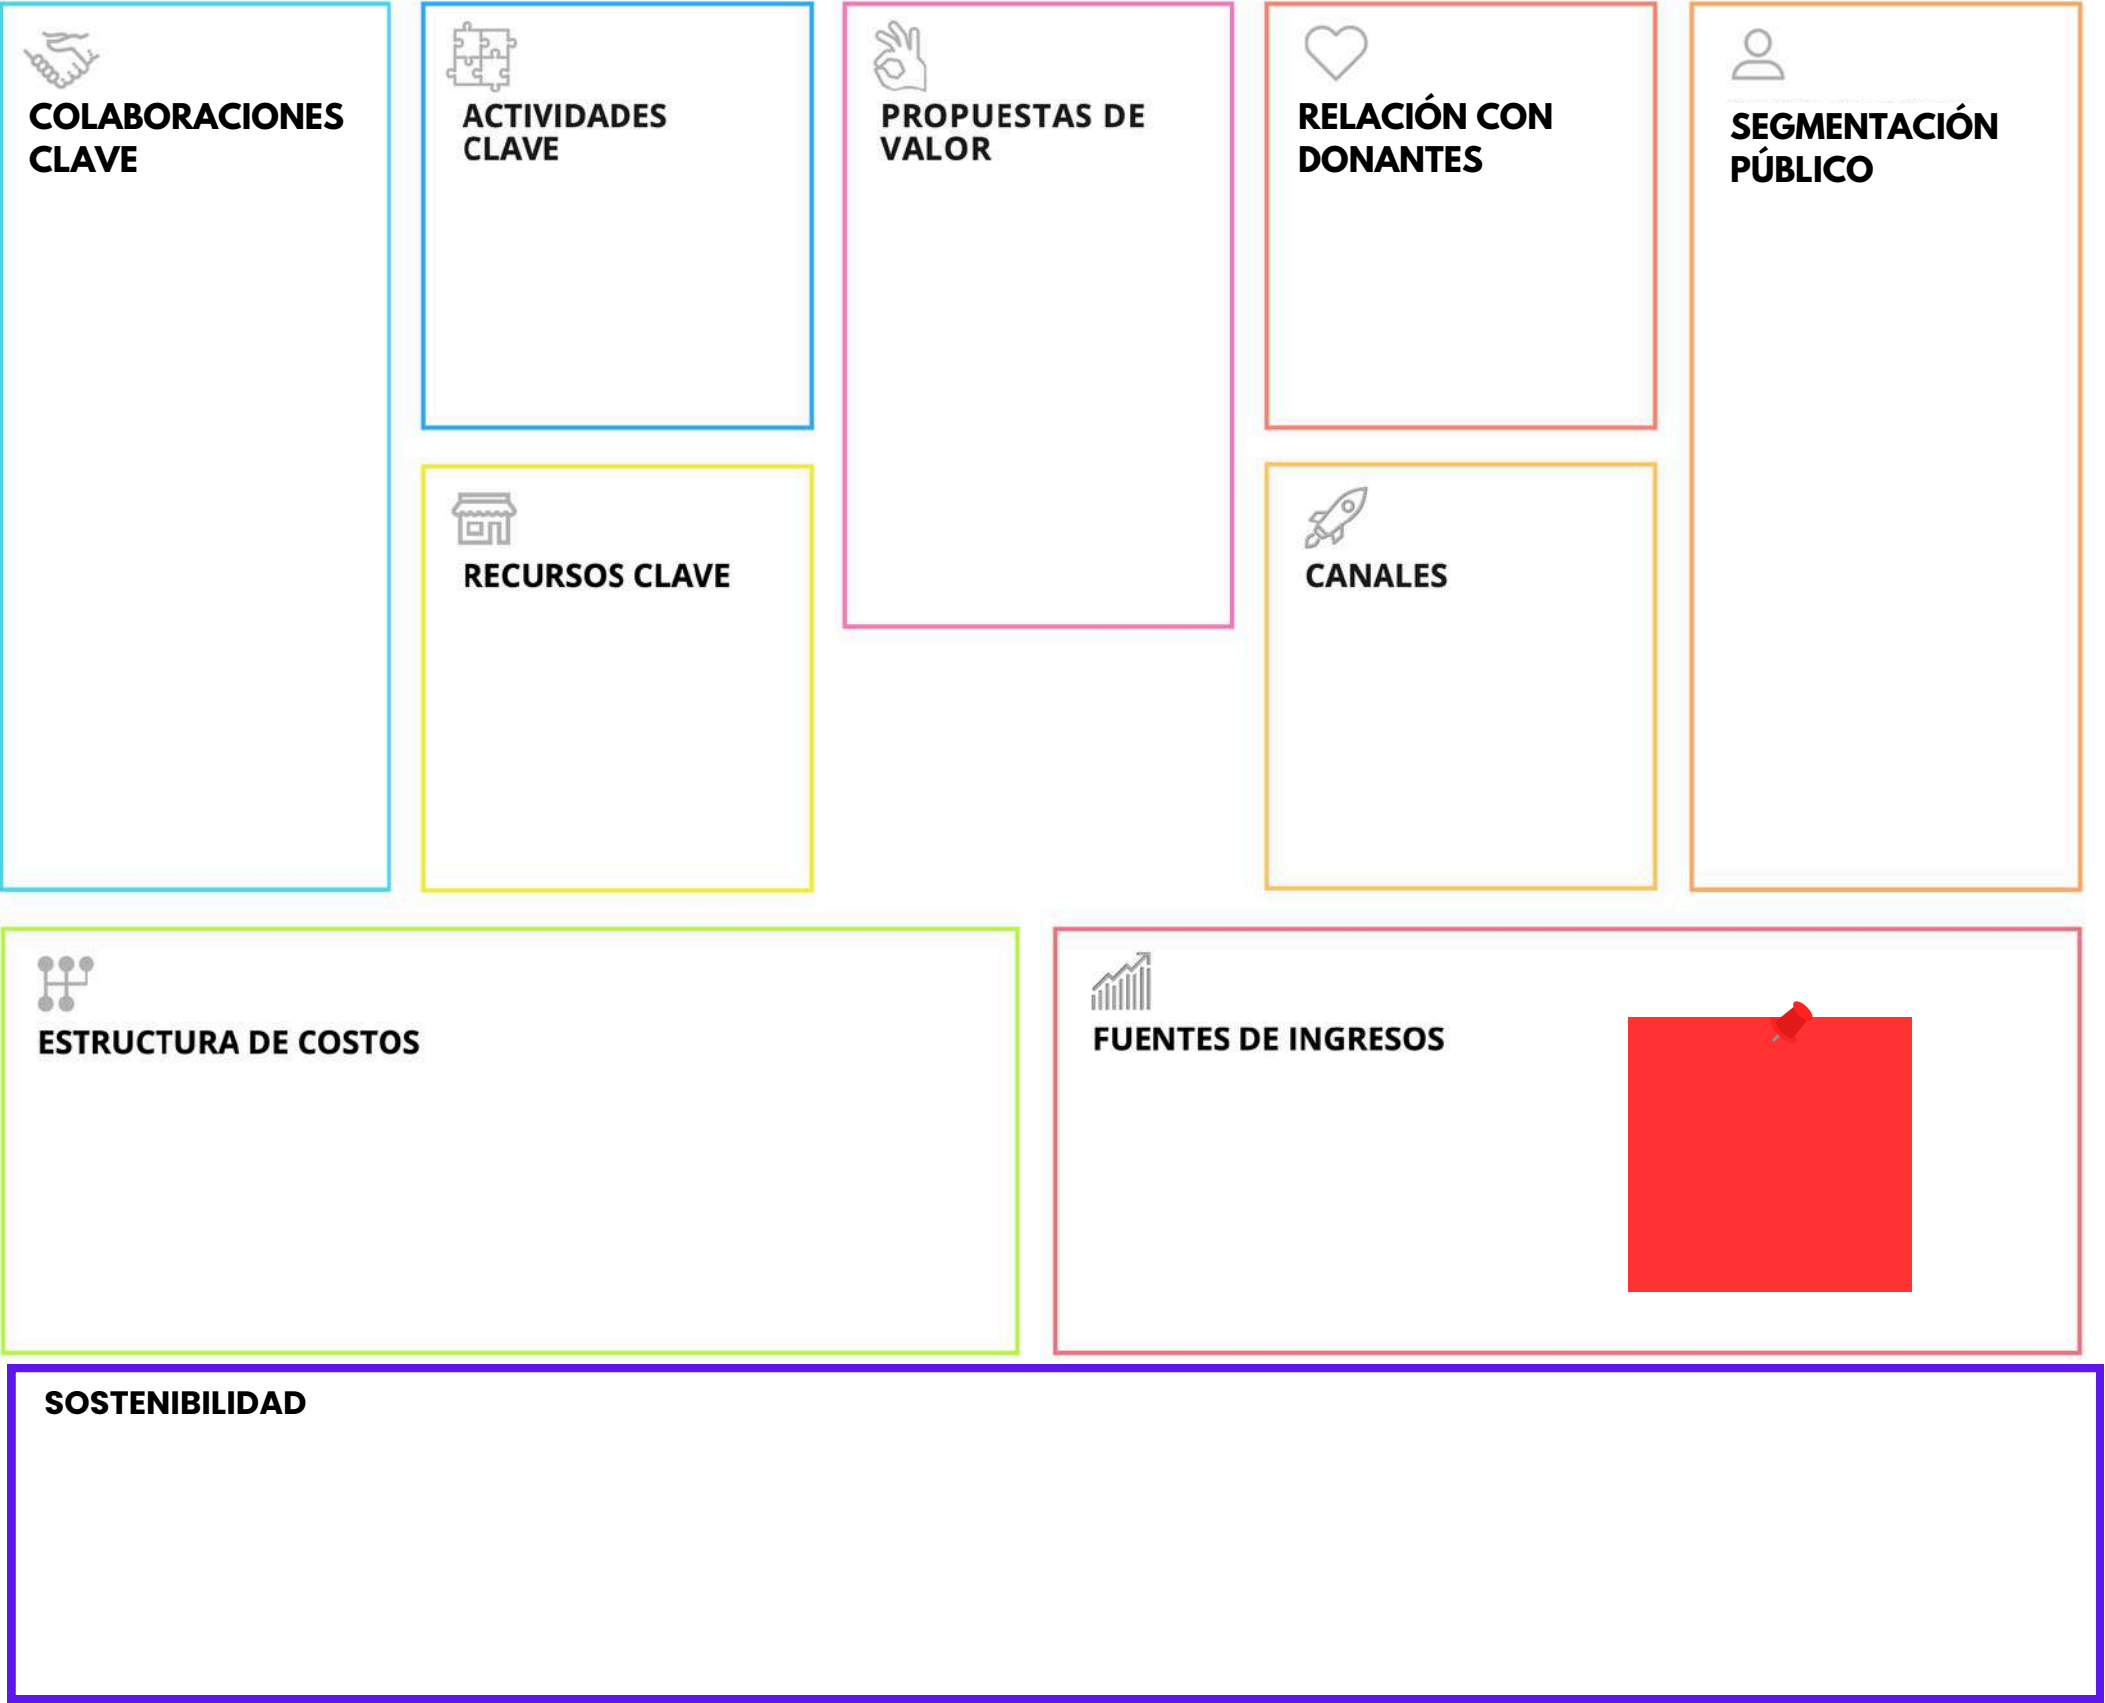 COLABORACIONES
CLAVE
ACTIVIDADES
CLAVE
PROPUESTAS DE
VALOR
RELACIÓN CON
DONANTES
SEGMENTACIÓN
PÚBLICO
RECURSOS CLAVE
CANALES
ESTRUCTURA DE COSTOS
FUENTES DE INGRESOS
SOSTENIBILIDAD